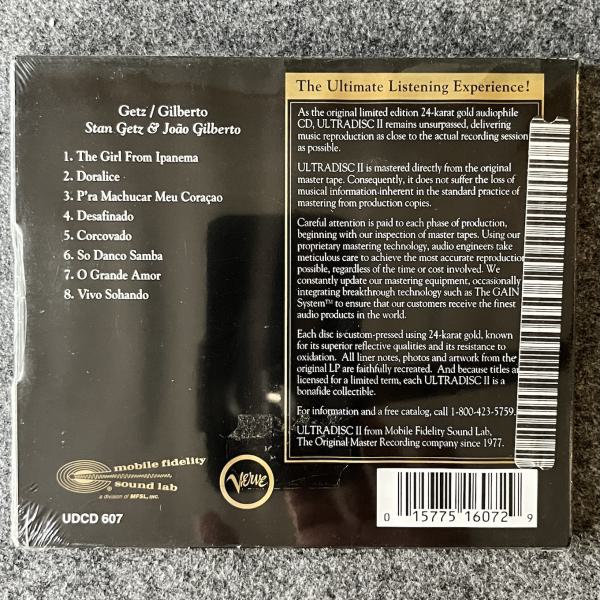 Getz / Gilberto
Stan Getz & João Gilberto
1. The Girl From Ipanema
2. Doralice
3. P'ra Machucar Meu Coraçao
4. Desafinado
5. Corcovado
6. So Danco Samba
7. O Grande Amor
8. Vivo Sohando
The Ultimate Listening Experience!
As the original limited edition 24-karat gold audiophile
CD, ULTRADISC II remains unsurpassed, delivering
music reproduction as close to the actual recording session
as possible.
ULTRADISC II is mastered directly from the original
master tape. Consequently, it does not suffer the loss of
musical information inherent in the standard practice of
mastering from production copies.
Careful attention is paid to each phase of production,
beginning with our inspection of master tapes. Using our
proprietary mastering technology, audio engineers take
meticulous care to achieve the most accurate reproduction
possible, regardless of the time or cost involved. We
constantly update our mastering equipment, occasionally
integrating breakthrough technology such as The GAIN
System™ to ensure that our customers receive the finest
audio products in the world.
Each disc is custom-pressed using 24-karat gold, known
for its superior reflective qualities and its resistance to
oxidation. All liner notes, photos and artwork from the
original LP are faithfully recreated. And because titles are
licensed for a limited term, each ULTRADISC II is a
bonafide collectible.
For information and a free catalog, call 1-800-423-5759.
ULTRADISC II from Mobile Fidelity Sound Lab,
The Original Master Recording company since 1977.
mobile fidelity
® sound lab
a division of MFSL, INC.
UDCD 607
Verve
0 15775 16072 9